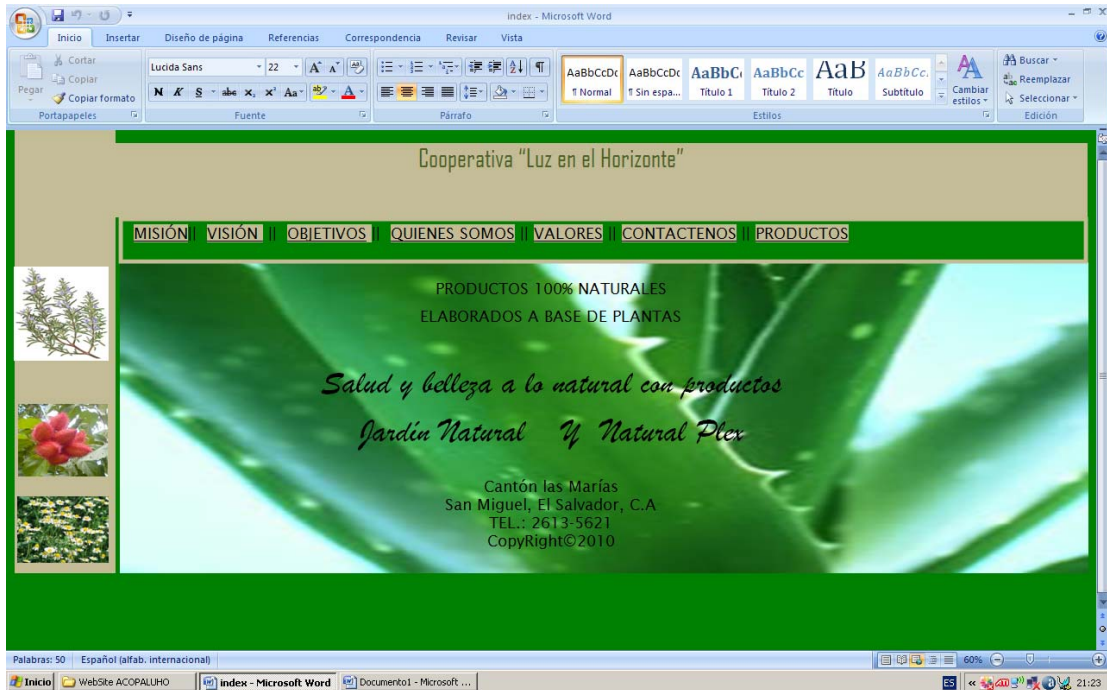 index - Microsoft Word
Inicio Insertar Diseño de página Referencias Correspondencia Revisar Vista
Cortar
Copiar
Copiar formato
Pegar
Portapapeles
Lucida Sans 22
N K S abc x₂ x² Aa
Fuente
Párrafo
AaBbCcDc AaBbCcDc AaBbC AaBbCc AaB AaBbCc.
¶ Normal ¶ Sin espa... Título 1 Título 2 Título Subtítulo
Cambiar estilos
Estilos
Buscar
Reemplazar
Seleccionar
Edición
Cooperativa "Luz en el Horizonte"
MISIÓN|| VISIÓN || OBJETIVOS || QUIENES SOMOS || VALORES || CONTACTENOS || PRODUCTOS
PRODUCTOS 100% NATURALES
ELABORADOS A BASE DE PLANTAS
Salud y belleza a lo natural con productos
Jardín Natural Y Natural Plex
Cantón las Marías
San Miguel, El Salvador, C.A
TEL.: 2613-5621
CopyRight©2010
Palabras: 50 Español (alfab. internacional) 60%
Inicio WebSite ACOPALUHO index - Microsoft Word Documento1 - Microsoft ... ES « 21:23